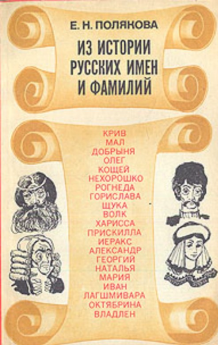 Е. Н. ПОЛЯКОВА
ИЗ ИСТОРИИ
РУССКИХ ИМЕН
И ФАМИЛИЙ
КРИВ
МАЛ
ДОБРЫНЯ
ОЛЕГ
КОЩЕЙ
НЕХОРОШКО
РОГНЕДА
ГОРИСЛАВА
ЩУКА
ВОЛК
ХАРИССА
ПРИСКИЛЛА
ИЕРАКС
АЛЕКСАНДР
ГЕОРГИЙ
НАТАЛЬЯ
МАРИЯ
ИВАН
ЛАГШМИВАРА
ОКТЯБРИНА
ВЛАДЛЕН